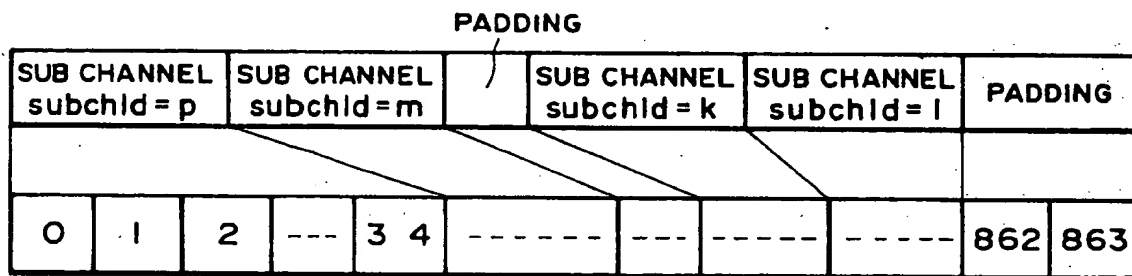 PADDING
SUB CHANNEL SUB CHANNEL SUB CHANNEL SUB CHANNEL PADDING
subchId = p subchId = m subchId = k subchId = l
0 1 2 --- 3 4 ------- --- ------ ----- 862 863